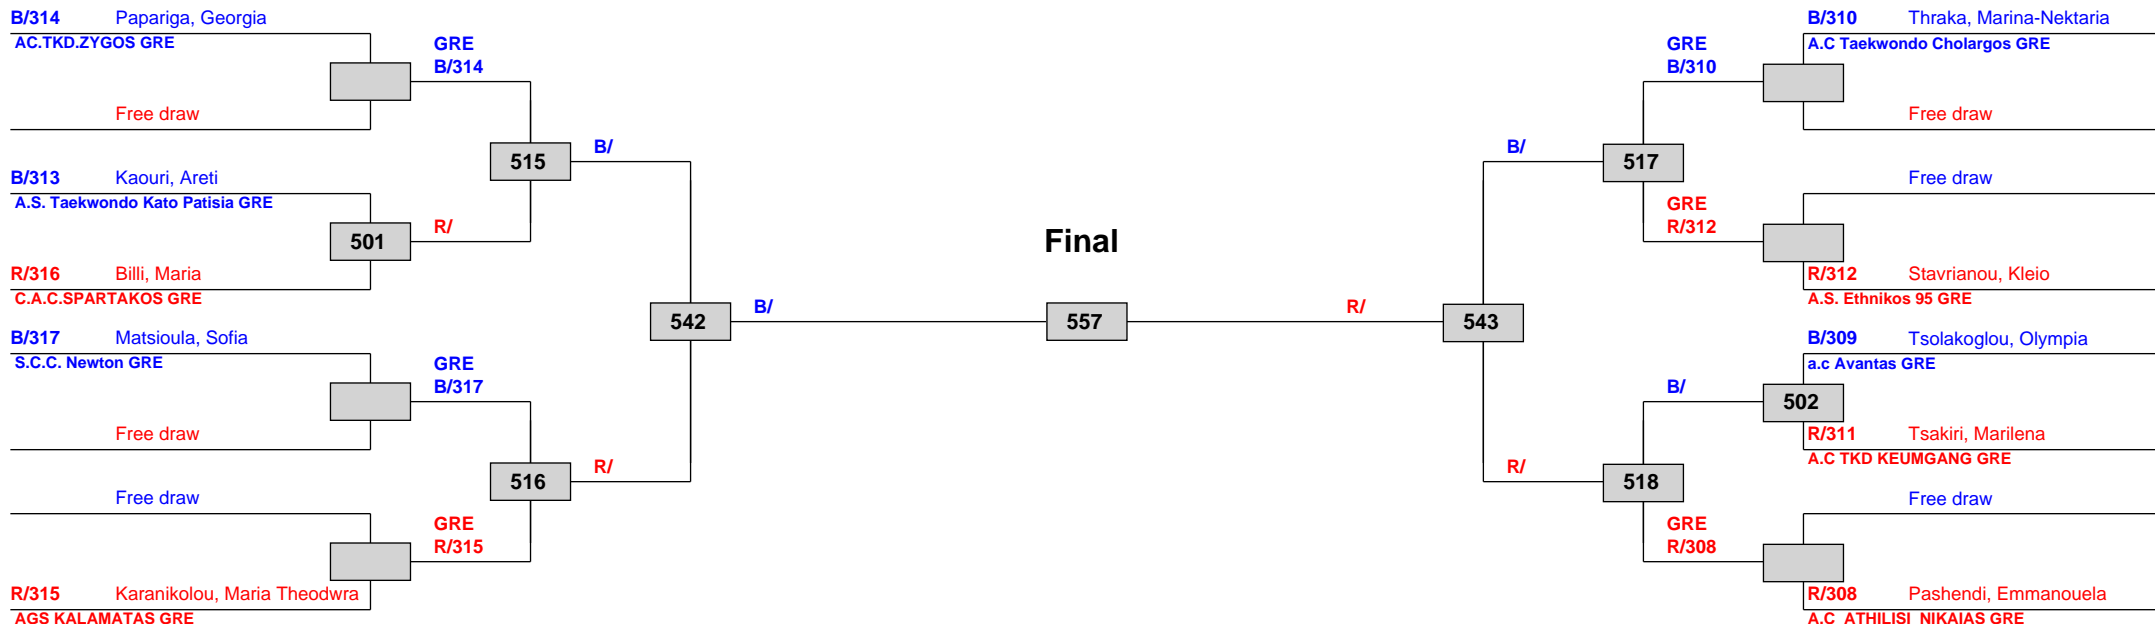 B/314 Papariga, Georgia
AC.TKD.ZYGOS GRE
GRE
B/314
Free draw
515
B/
B/313 Kaouri, Areti
A.S. Taekwondo Kato Patisia GRE
501
R/
R/316 Billi, Maria
C.A.C.SPARTAKOS GRE
542
B/
B/317 Matsioula, Sofia
S.C.C. Newton GRE
GRE
B/317
Free draw
516
R/
Free draw
GRE
R/315
R/315 Karanikolou, Maria Theodwra
AGS KALAMATAS GRE
Final
557
B/310 Thraka, Marina-Nektaria
A.C Taekwondo Cholargos GRE
GRE
B/310
Free draw
B/
517
Free draw
GRE
R/312
R/312 Stavrianou, Kleio
A.S. Ethnikos 95 GRE
R/
543
B/309 Tsolakoglou, Olympia
a.c Avantas GRE
B/
502
R/311 Tsakiri, Marilena
A.C TKD KEUMGANG GRE
R/
518
Free draw
GRE
R/308
R/308 Pashendi, Emmanouela
A.C ATHILISI NIKAIAS GRE